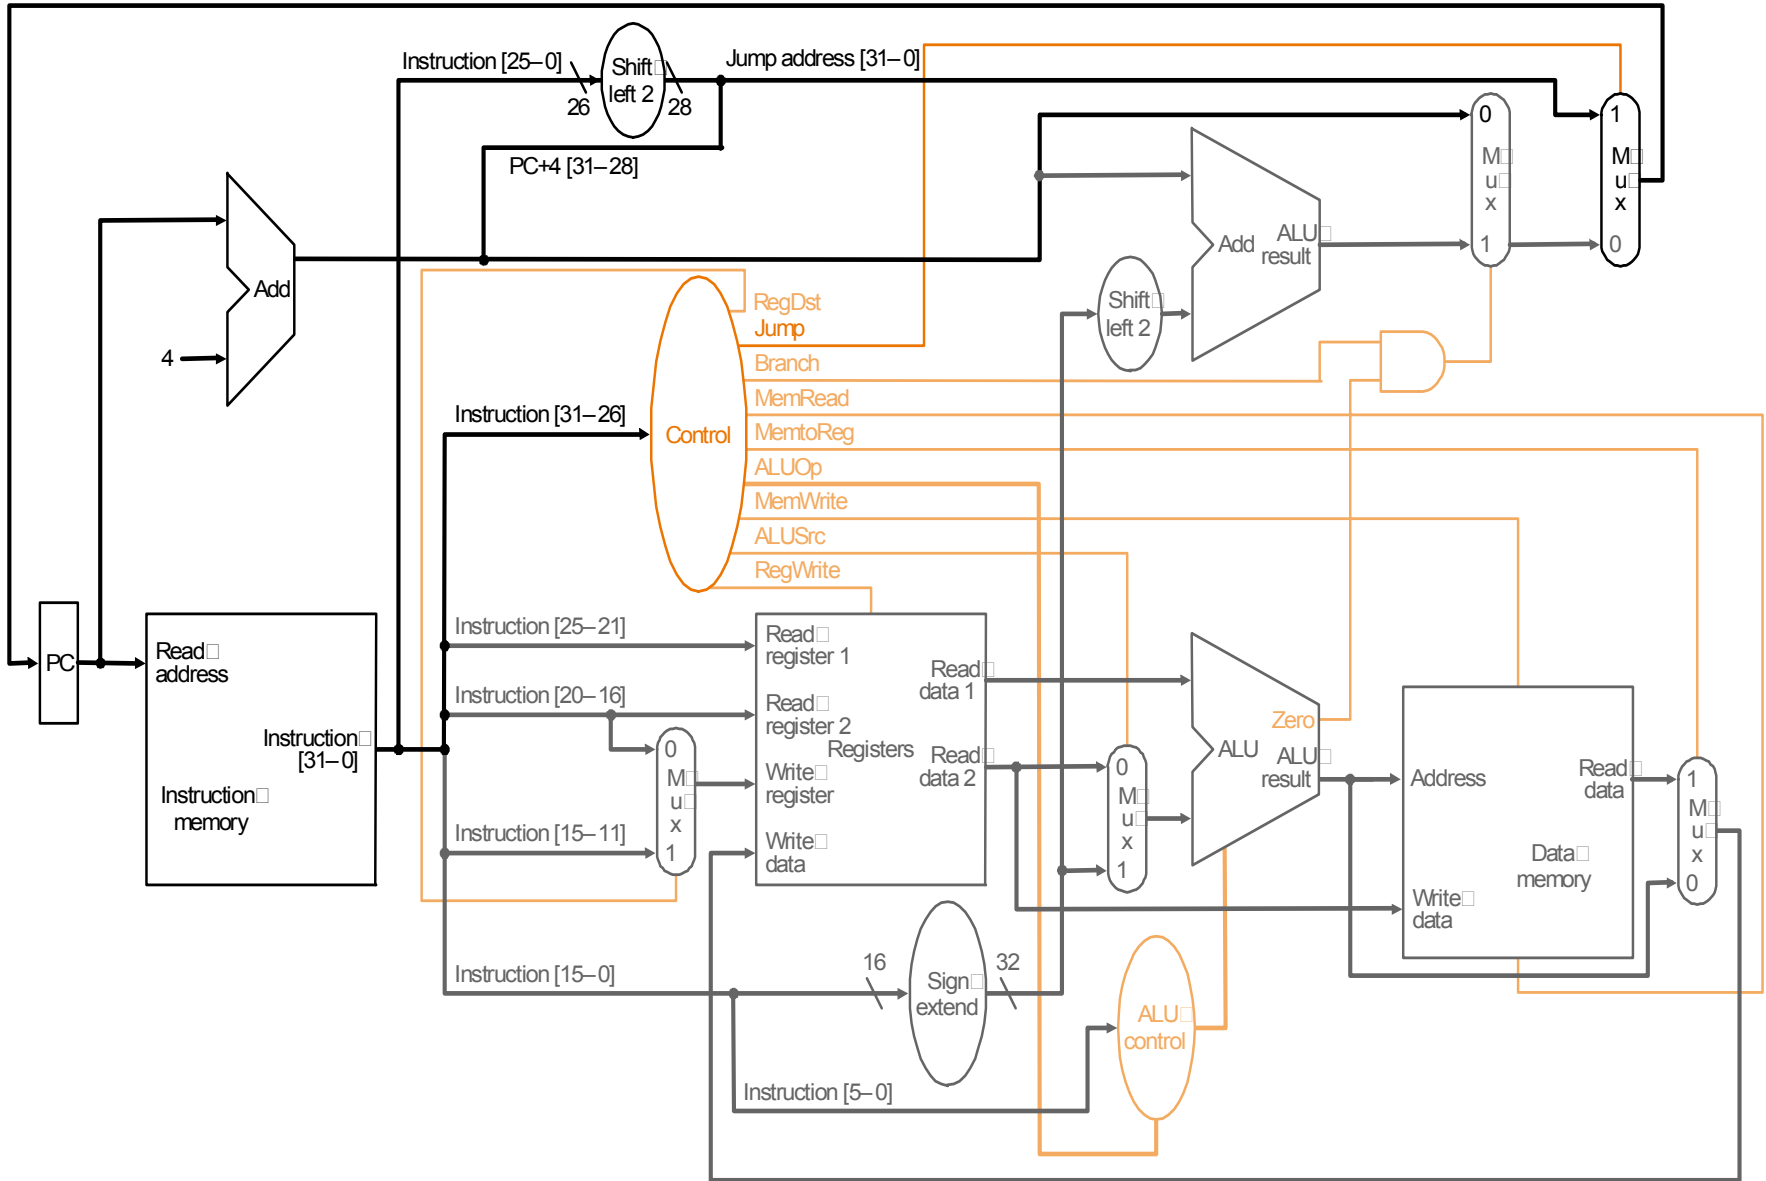 Instruction [25–0]
26
Shift
left 2
28
Jump address [31–0]
PC+4 [31–28]
Add
4
0
M
u
x
1
1
M
u
x
0
Add
ALU
result
Shift
left 2
RegDst
Jump
Branch
MemRead
MemtoReg
ALUOp
MemWrite
ALUSrc
RegWrite
Control
Instruction [31–26]
PC
Read
address
Instruction
[31–0]
Instruction
memory
Instruction [25–21]
Instruction [20–16]
Instruction [15–11]
Instruction [15–0]
Instruction [5–0]
0
M
u
x
1
Read
register 1
Read
register 2
Write
register
Write
data
Registers
Read
data 1
Read
data 2
0
M
u
x
1
Zero
ALU
ALU
result
Address
Read
data
Data
memory
Write
data
1
M
u
x
0
16
Sign
extend
32
ALU
control